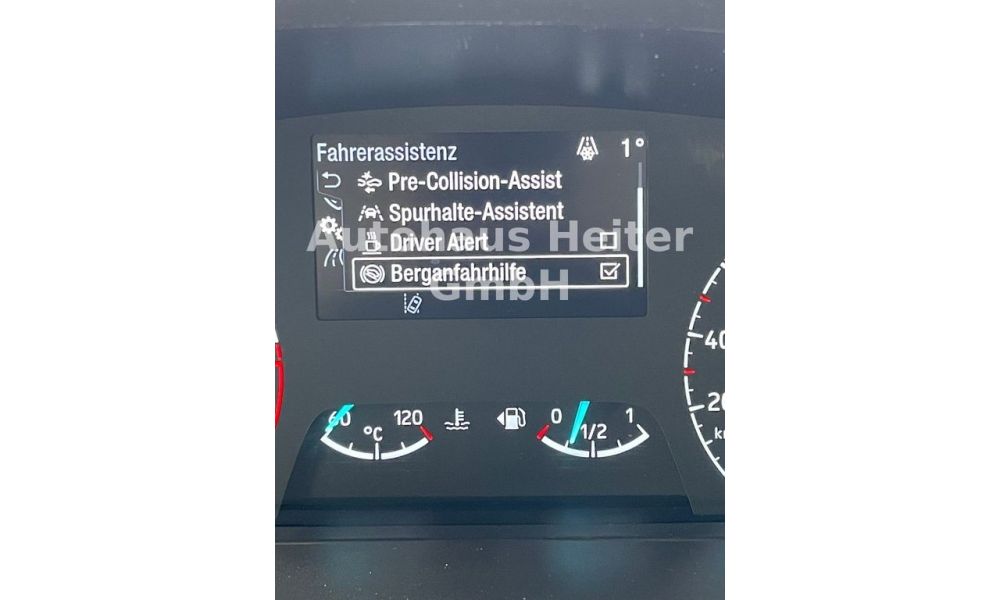 Fahrerassistenz 1°
Pre-Collision-Assist
Spurhalte-Assistent
Driver Alert
Autohaus Heiter
GmbH
Berganfahrhilfe
60 120
°C
0 1/2 1
40
20